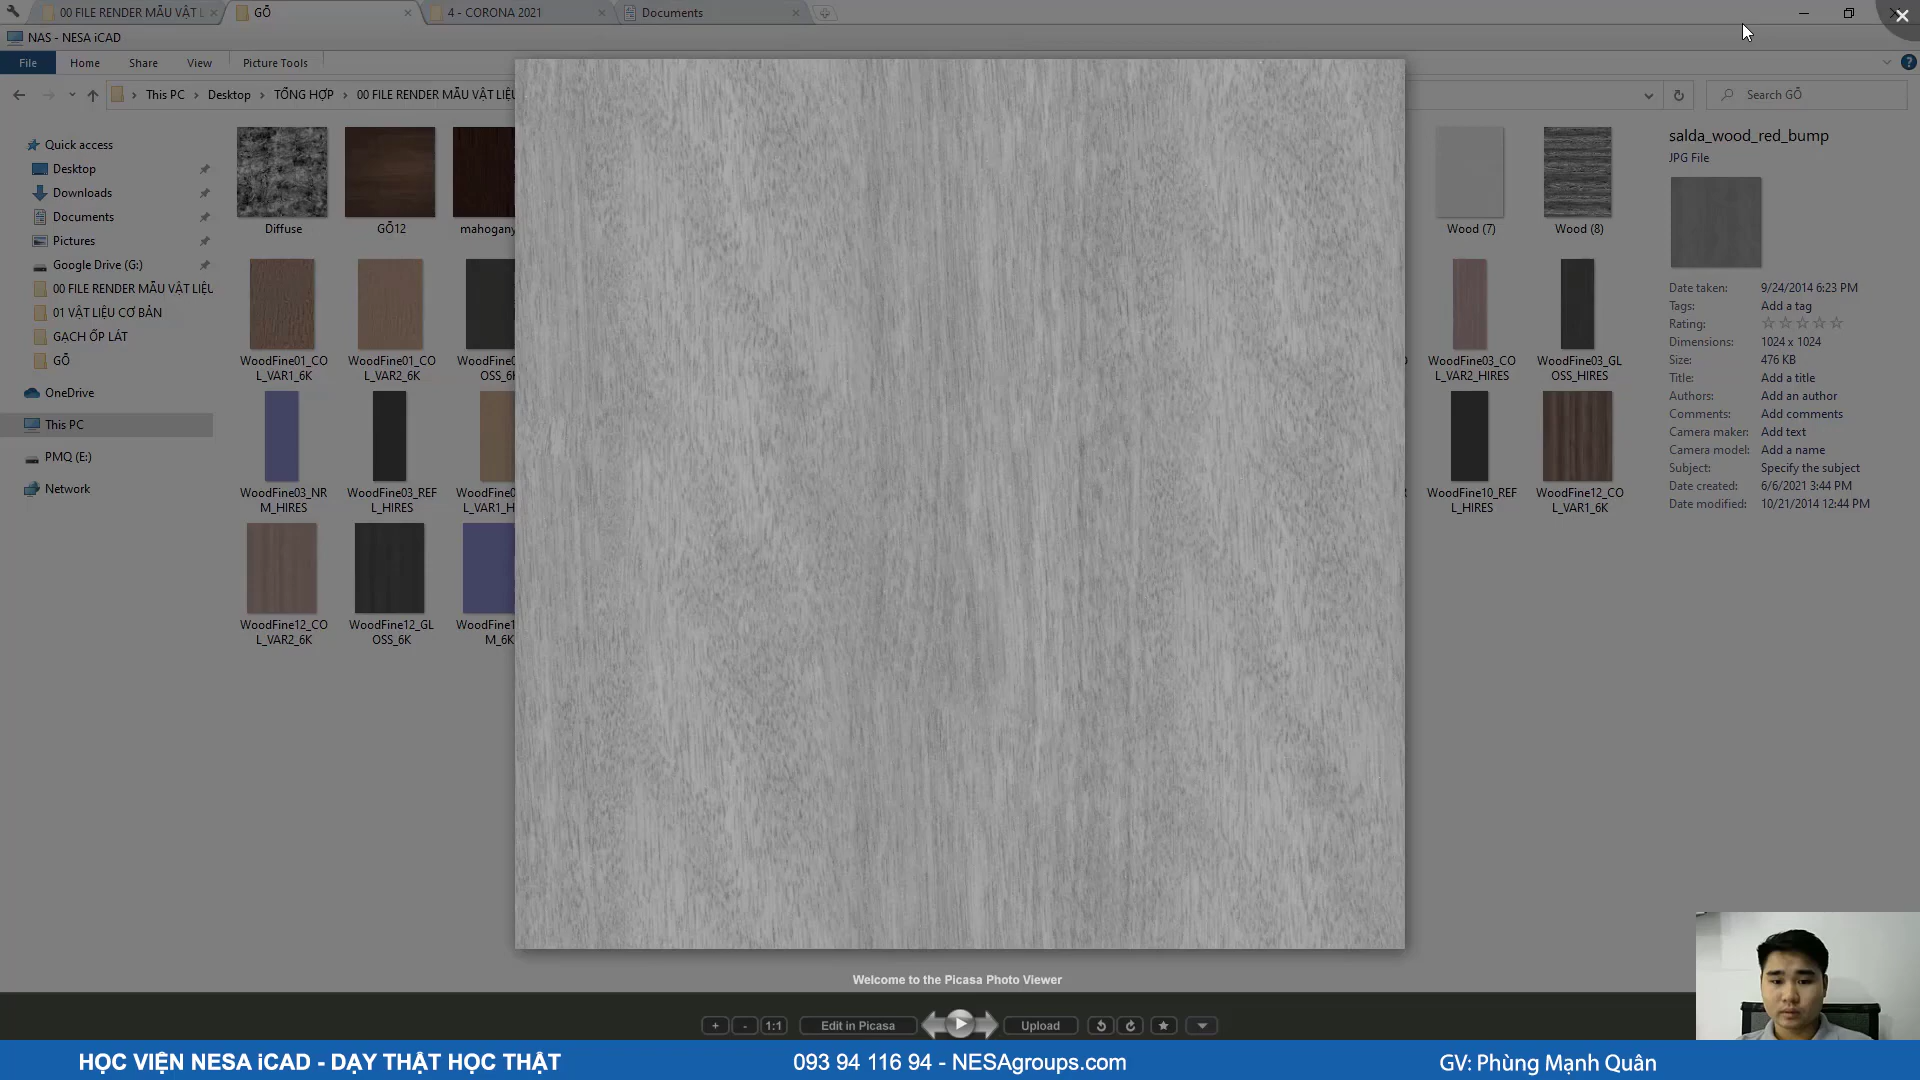 00 FILE RENDER MẪU VẬT L
GỖ
4 - CORONA 2021
Documents
NAS - NESA iCAD
File
Home
Share
View
Picture Tools
This PC
Desktop
TỔNG HỢP
00 FILE RENDER MẪU VẬT LIỆU
Search GỖ
Quick access
Desktop
Downloads
Documents
Pictures
Google Drive (G:)
00 FILE RENDER MẪU VẬT LIỆU
01 VẬT LIỆU CƠ BẢN
GẠCH ỐP LÁT
GỖ
OneDrive
This PC
PMQ (E:)
Network
Diffuse
GỖ12
mahogany
Wood (7)
Wood (8)
WoodFine01_CO
L_VAR1_6K
WoodFine01_CO
L_VAR2_6K
WoodFine0
OSS_6K
WoodFine03_CO
L_VAR2_HIRES
WoodFine03_GL
OSS_HIRES
WoodFine03_NR
M_HIRES
WoodFine03_REF
L_HIRES
WoodFine0
L_VAR1_H
WoodFine10_REF
L_HIRES
WoodFine12_CO
L_VAR1_6K
WoodFine12_CO
L_VAR2_6K
WoodFine12_GL
OSS_6K
WoodFine1
M_6K
salda_wood_red_bump
JPG File
Date taken: 9/24/2014 6:23 PM
Tags: Add a tag
Rating:
Dimensions: 1024 x 1024
Size: 476 KB
Title: Add a title
Authors: Add an author
Comments: Add comments
Camera maker: Add text
Camera model: Add a name
Subject: Specify the subject
Date created: 6/6/2021 3:44 PM
Date modified: 10/21/2014 12:44 PM
Welcome to the Picasa Photo Viewer
1:1
Edit in Picasa
Upload
HỌC VIỆN NESA iCAD - DẠY THẬT HỌC THẬT
093 94 116 94 - NESAgroups.com
GV: Phùng Mạnh Quân